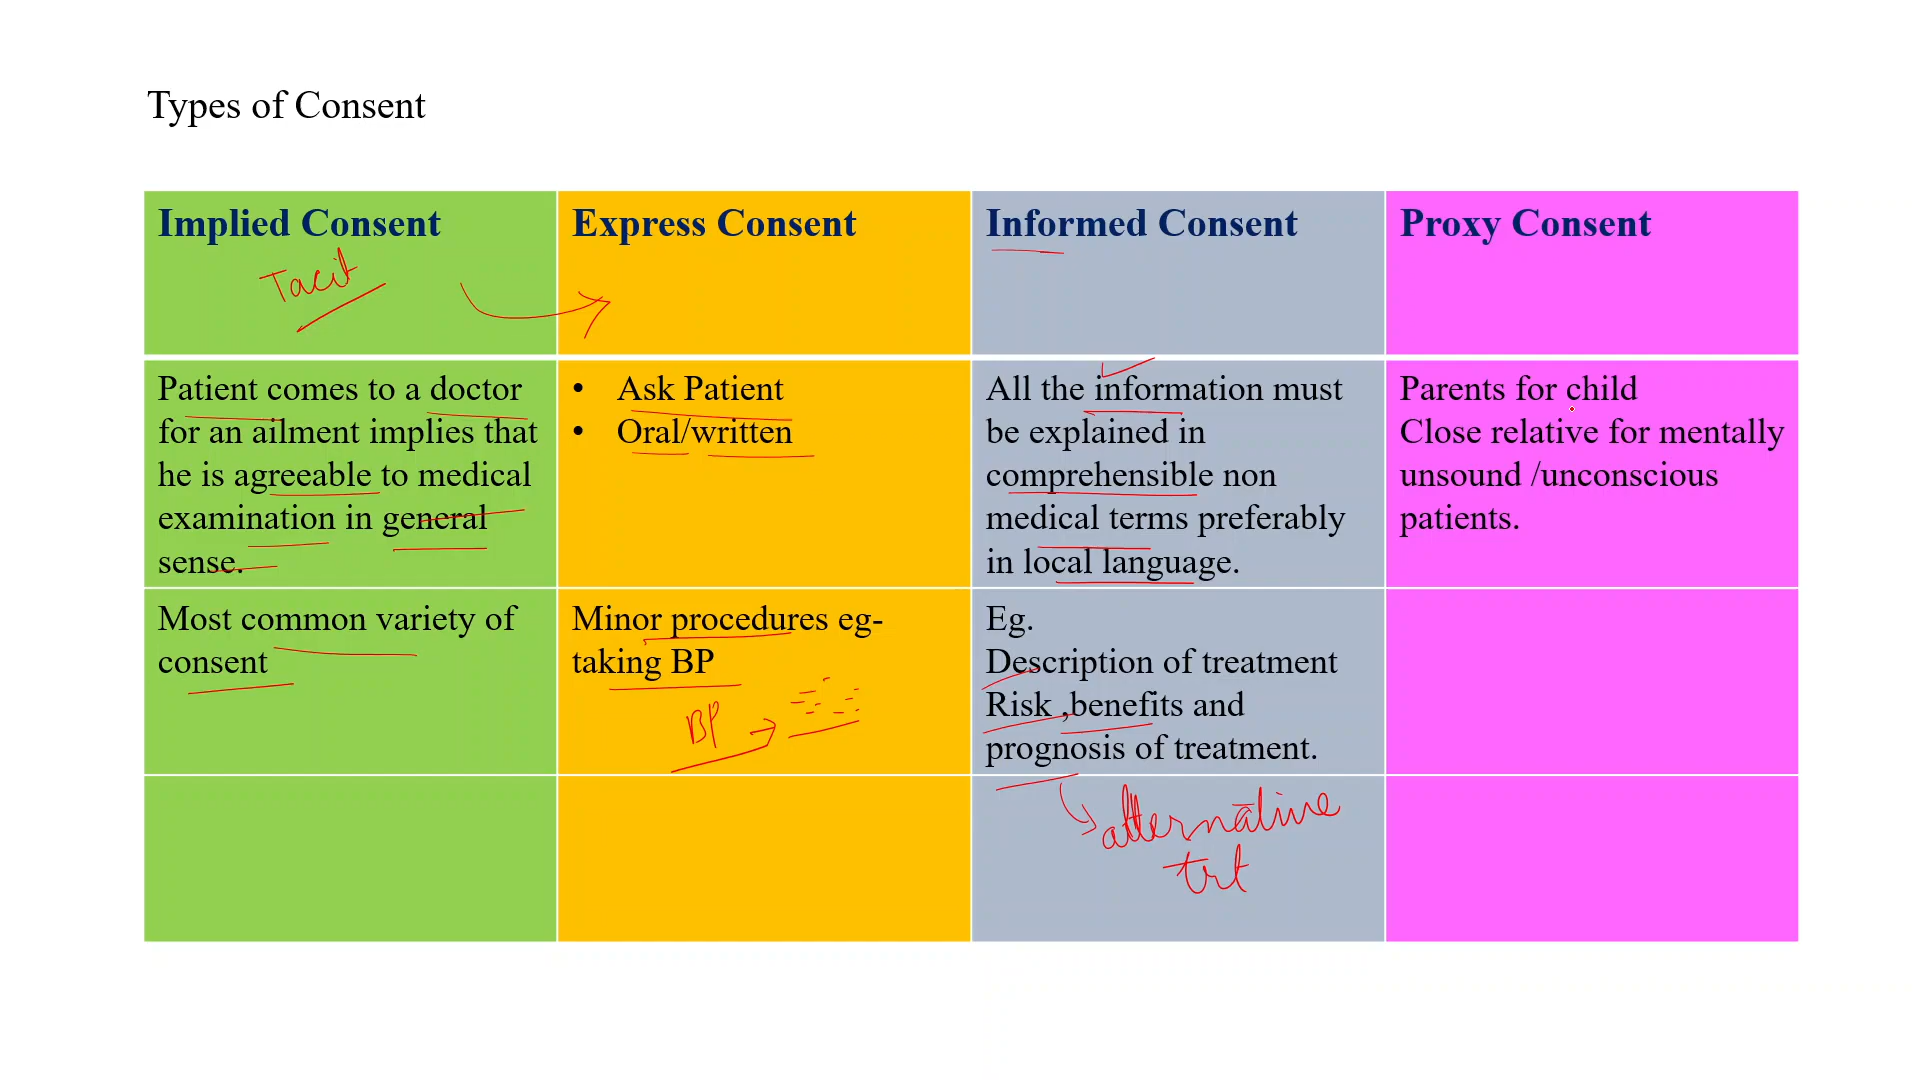 Types of Consent
Implied Consent
Tacit
Express Consent
Informed Consent
Proxy Consent
Patient comes to a doctor
for an ailment implies that
he is agreeable to medical
examination in general
sense.
• Ask Patient
• Oral/written
All the information must
be explained in
comprehensible non
medical terms preferably
in local language.
Parents for child
Close relative for mentally
unsound /unconscious
patients.
Most common variety of
consent
Minor procedures eg-
taking BP
BP
Eg.
Description of treatment
Risk ,benefits and
prognosis of treatment.
alternative
trt